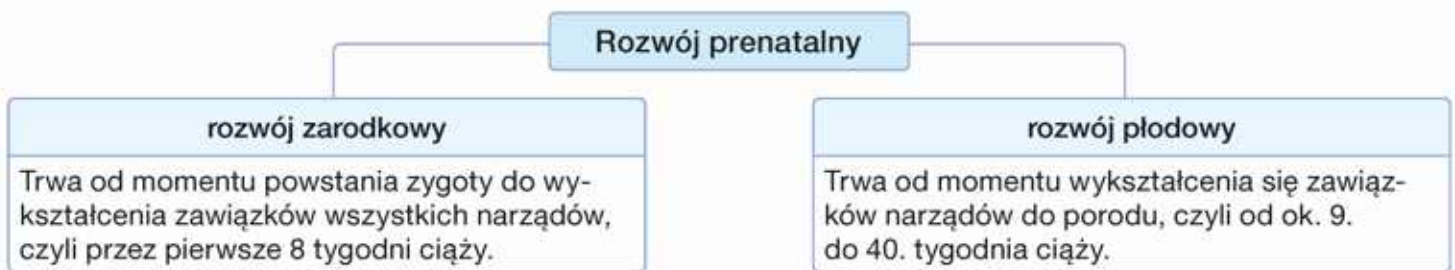 Rozwój prenatalny
rozwój zarodkowy
Trwa od momentu powstania zygoty do wy-
kształcenia zawiązków wszystkich narządów,
czyli przez pierwsze 8 tygodni ciąży.
rozwój płodowy
Trwa od momentu wykształcenia się zawiąz-
ków narządów do porodu, czyli od ok. 9.
do 40. tygodnia ciąży.